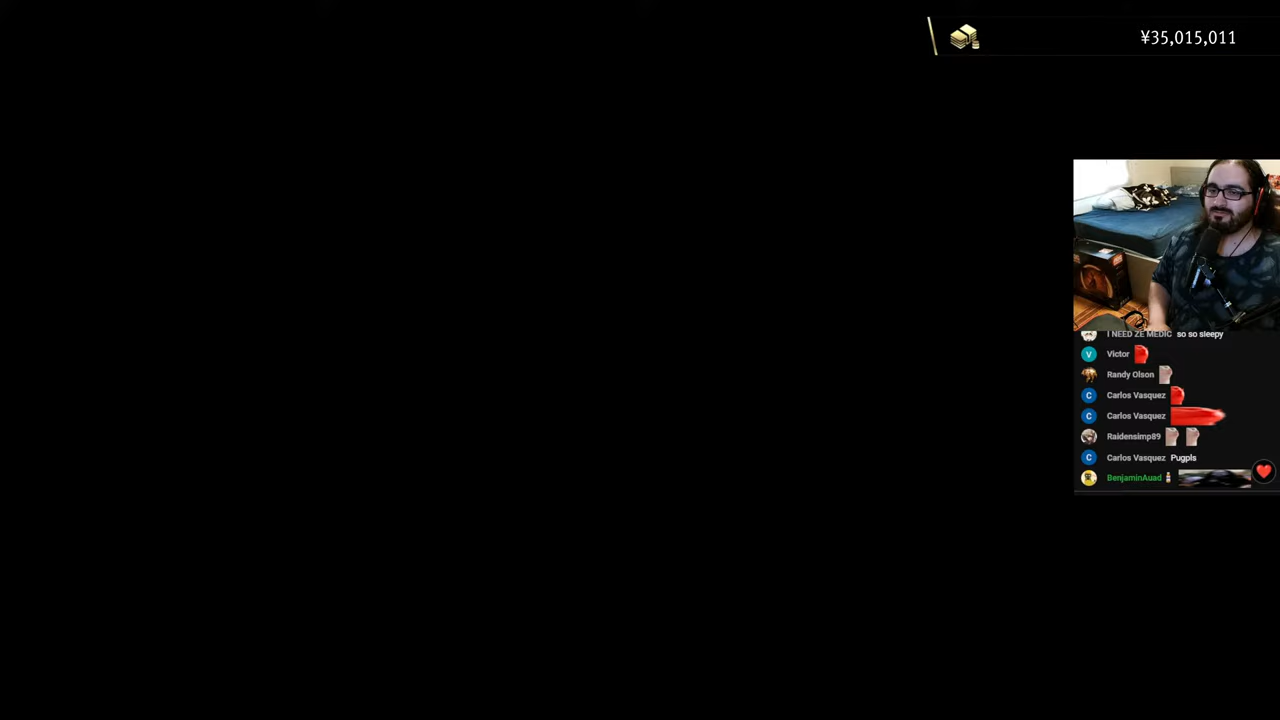 ¥35,015,011
I NEED ZE MEDIC so so sleepy
V Victor
Randy Olson
C Carlos Vasquez
C Carlos Vasquez
Raidensimp89
C Carlos Vasquez Pugpls
BenjaminAuad